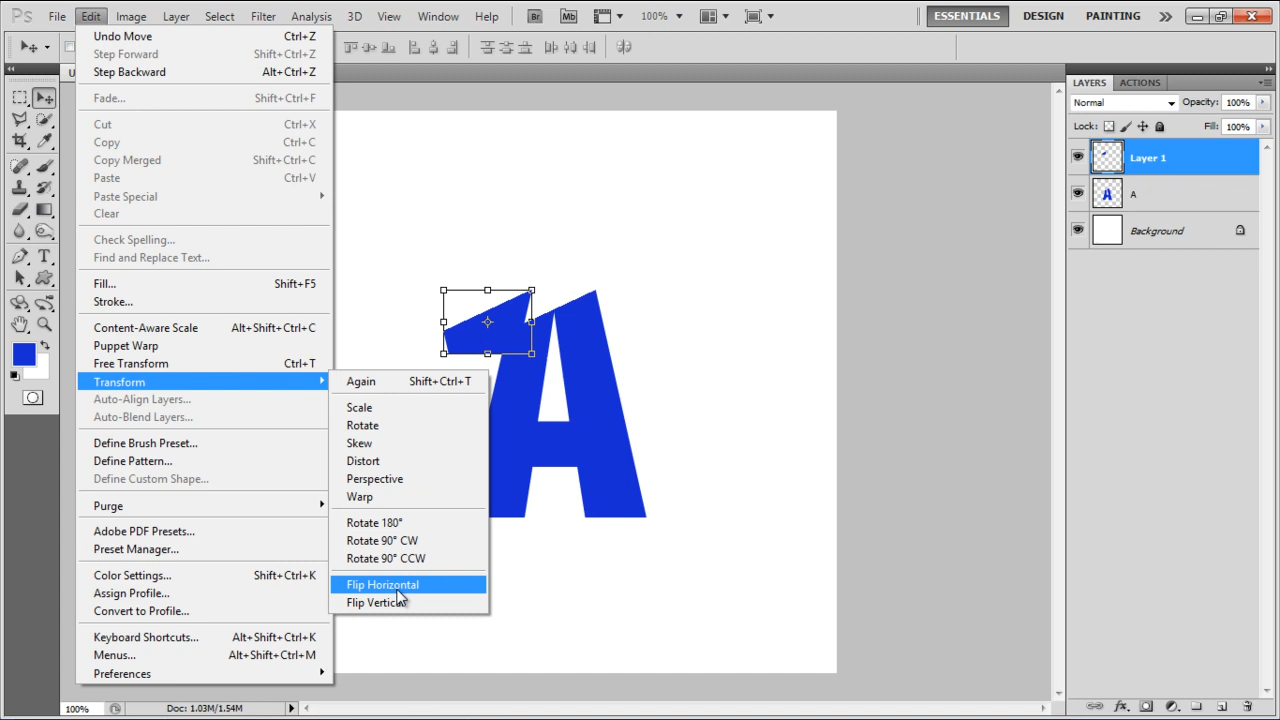 Ps File Edit Image Layer Select Filter Analysis 3D View Window Help Br Mb 100% ESSENTIALS DESIGN PAINTING
Undo Move Ctrl+Z
Step Forward Shift+Ctrl+Z
Step Backward Alt+Ctrl+Z
Fade... Shift+Ctrl+F
Cut Ctrl+X
Copy Ctrl+C
Copy Merged Shift+Ctrl+C
Paste Ctrl+V
Paste Special
Clear
Check Spelling...
Find and Replace Text...
Fill... Shift+F5
Stroke...
Content-Aware Scale Alt+Shift+Ctrl+C
Puppet Warp
Free Transform Ctrl+T
Transform
Auto-Align Layers...
Auto-Blend Layers...
Define Brush Preset...
Define Pattern...
Define Custom Shape...
Purge
Adobe PDF Presets...
Preset Manager...
Color Settings... Shift+Ctrl+K
Assign Profile...
Convert to Profile...
Keyboard Shortcuts... Alt+Shift+Ctrl+K
Menus... Alt+Shift+Ctrl+M
Preferences
Again Shift+Ctrl+T
Scale
Rotate
Skew
Distort
Perspective
Warp
Rotate 180°
Rotate 90° CW
Rotate 90° CCW
Flip Horizontal
Flip
A
LAYERS ACTIONS
Normal Opacity: 100%
Lock: Fill: 100%
Layer 1
A
Background
100% Doc: 1.03M/1.54M